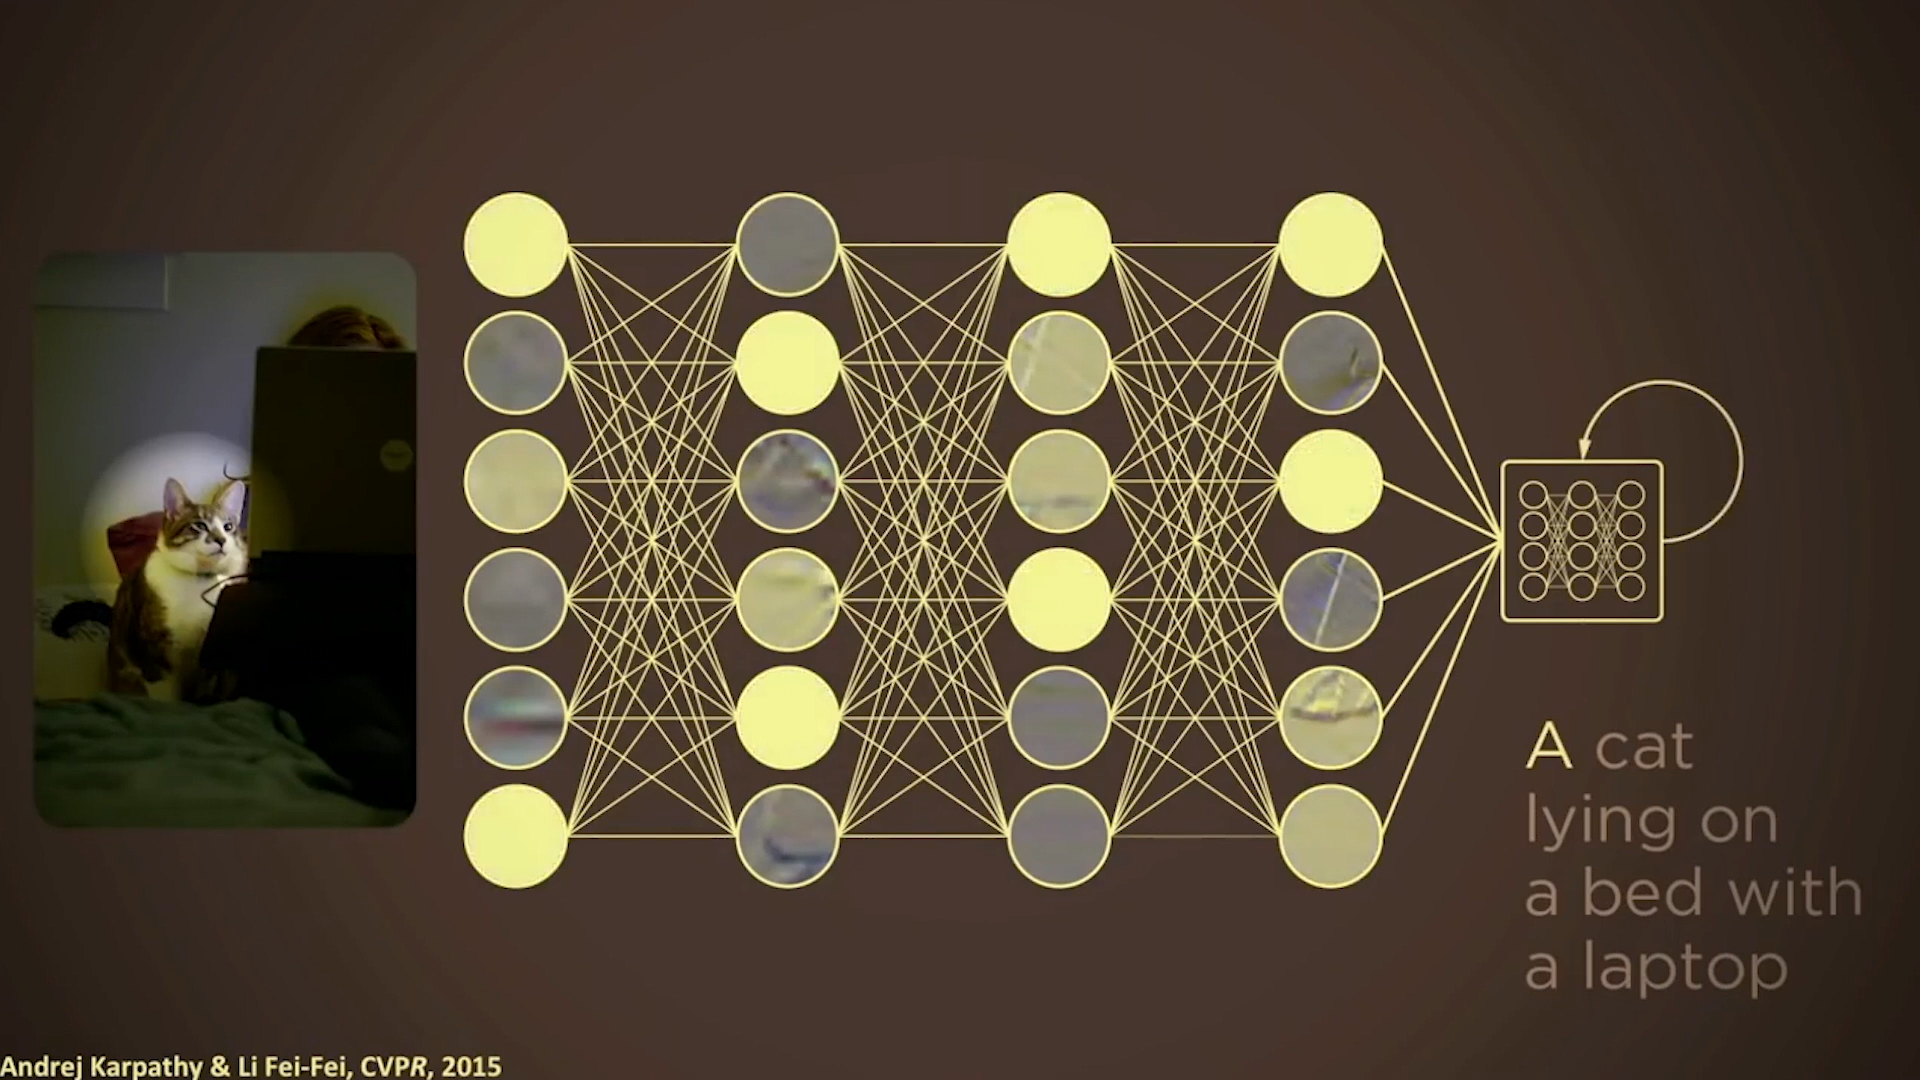 A cat
lying on
a bed with
a laptop
Andrej Karpathy & Li Fei-Fei, CVPR, 2015